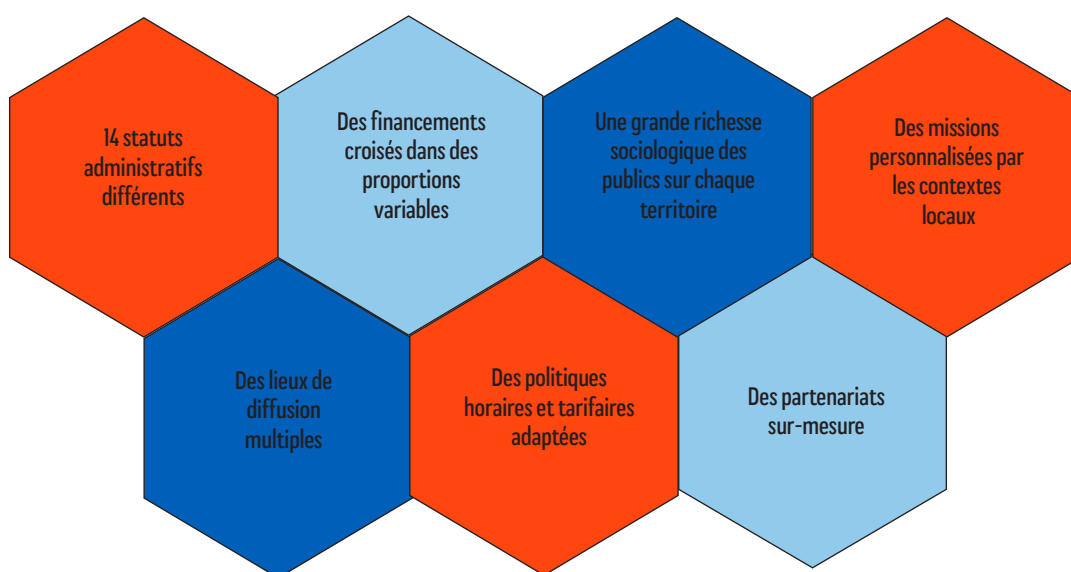 14 statuts
administratifs
différents
Des financements
croisés dans des
proportions
variables
Une grande richesse
sociologique des
publics sur chaque
territoire
Des missions
personnalisées par
les contextes
locaux
Des lieux de
diffusion
multiples
Des politiques
horaires et tarifaires
adaptées
Des partenariats
sur-mesure